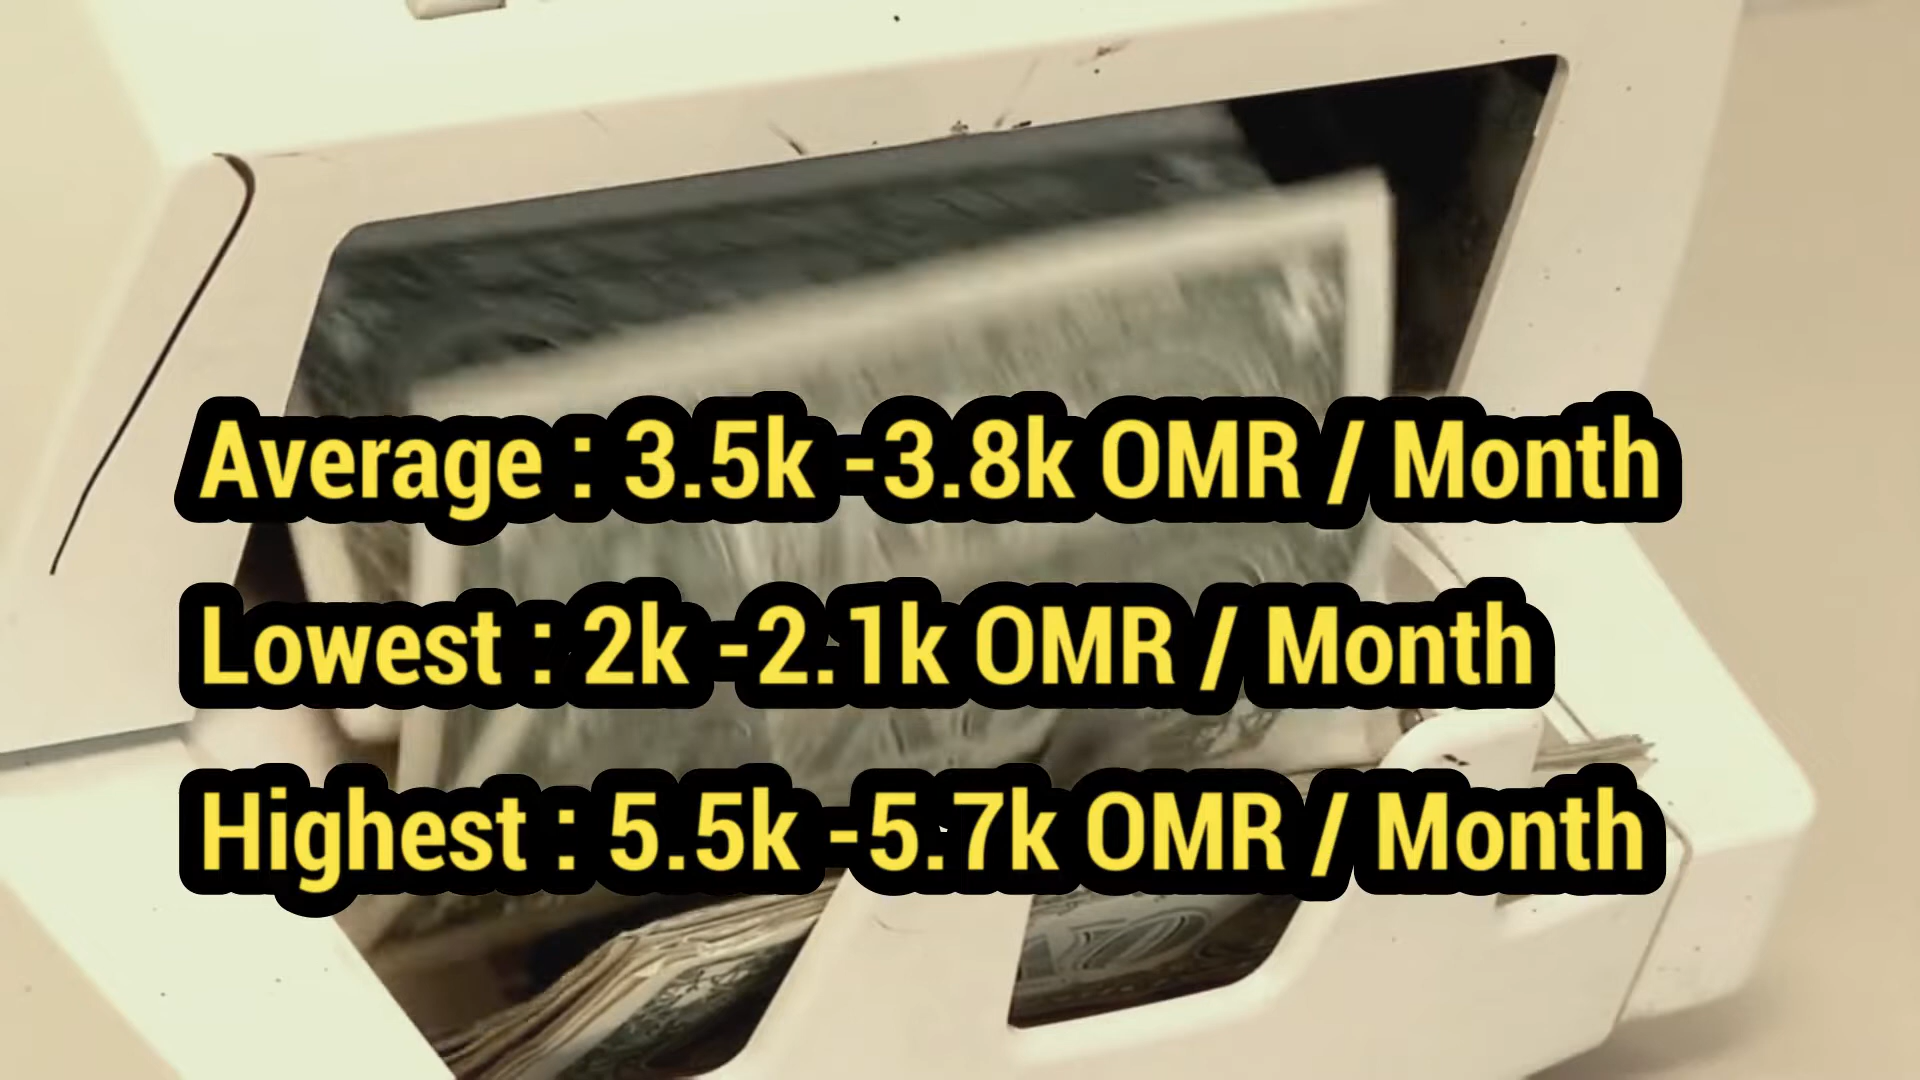 Average : 3.5k -3.8k OMR / Month
Lowest : 2k -2.1k OMR / Month
Highest : 5.5k -5.7k OMR / Month